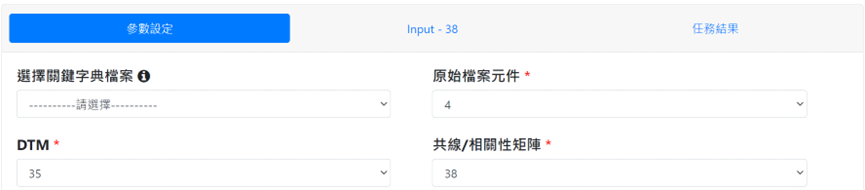 參數設定 Input - 38 任務結果
選擇關鍵字典檔案 原始檔案元件 *
----------請選擇---------- 4
DTM * 共線/相關性矩陣 *
35 38